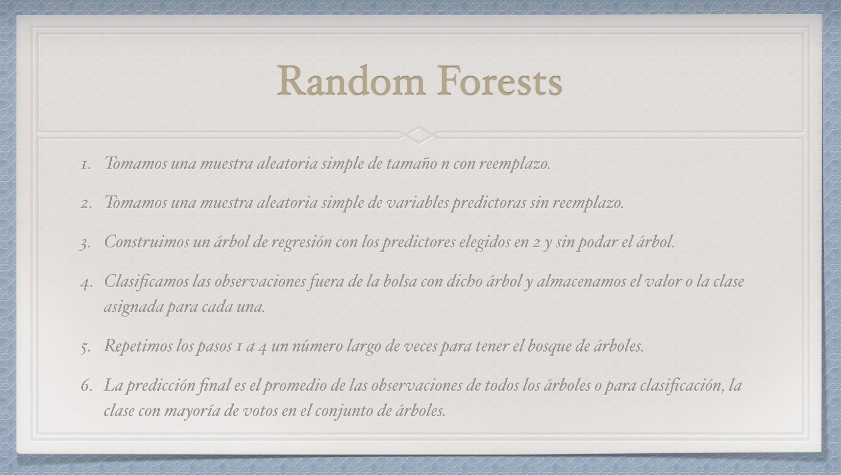 Random Forests
1. Tomamos una muestra aleatoria simple de tamaño n con reemplazo.
2. Tomamos una muestra aleatoria simple de variables predictoras sin reemplazo.
3. Construimos un árbol de regresión con los predictores elegidos en 2 y sin podar el árbol.
4. Clasificamos las observaciones fuera de la bolsa con dicho árbol y almacenamos el valor o la clase
asignada para cada una.
5. Repetimos los pasos 1 a 4 un número largo de veces para tener el bosque de árboles.
6. La predicción final es el promedio de las observaciones de todos los árboles o para clasificación, la
clase con mayoría de votos en el conjunto de árboles.